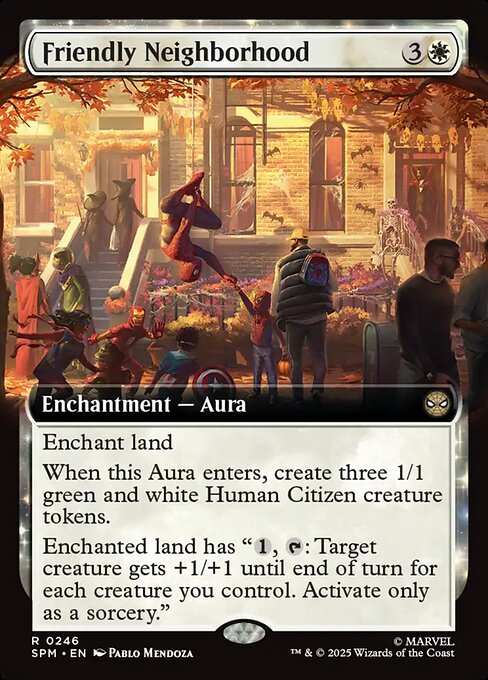 Friendly Neighborhood 3
Enchantment — Aura
Enchant land
When this Aura enters, create three 1/1
green and white Human Citizen creature
tokens.
Enchanted land has “1, T: Target
creature gets +1/+1 until end of turn for
each creature you control. Activate only
as a sorcery.”
R 0246
© MARVEL
SPM • EN Pablo Mendoza
™ & © 2025 Wizards of the Coast